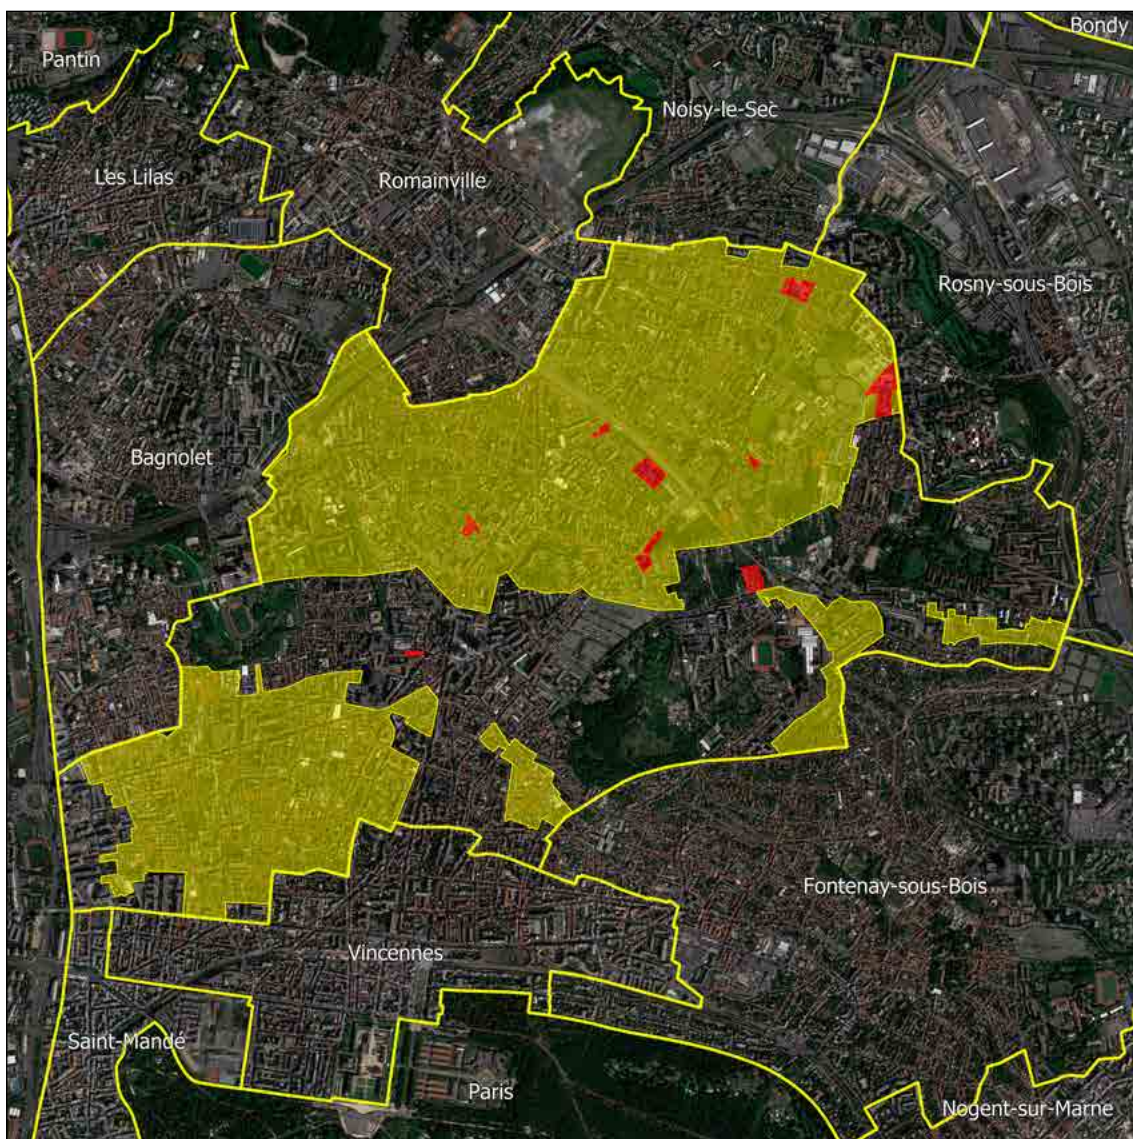 Bondy
Pantin
Noisy-le-Sec
Les Lilas
Romainville
Rosny-sous-Bois
Bagnolet
Fontenay-sous-Bois
Vincennes
Saint-Mandé
Paris
Nogent-sur-Marne